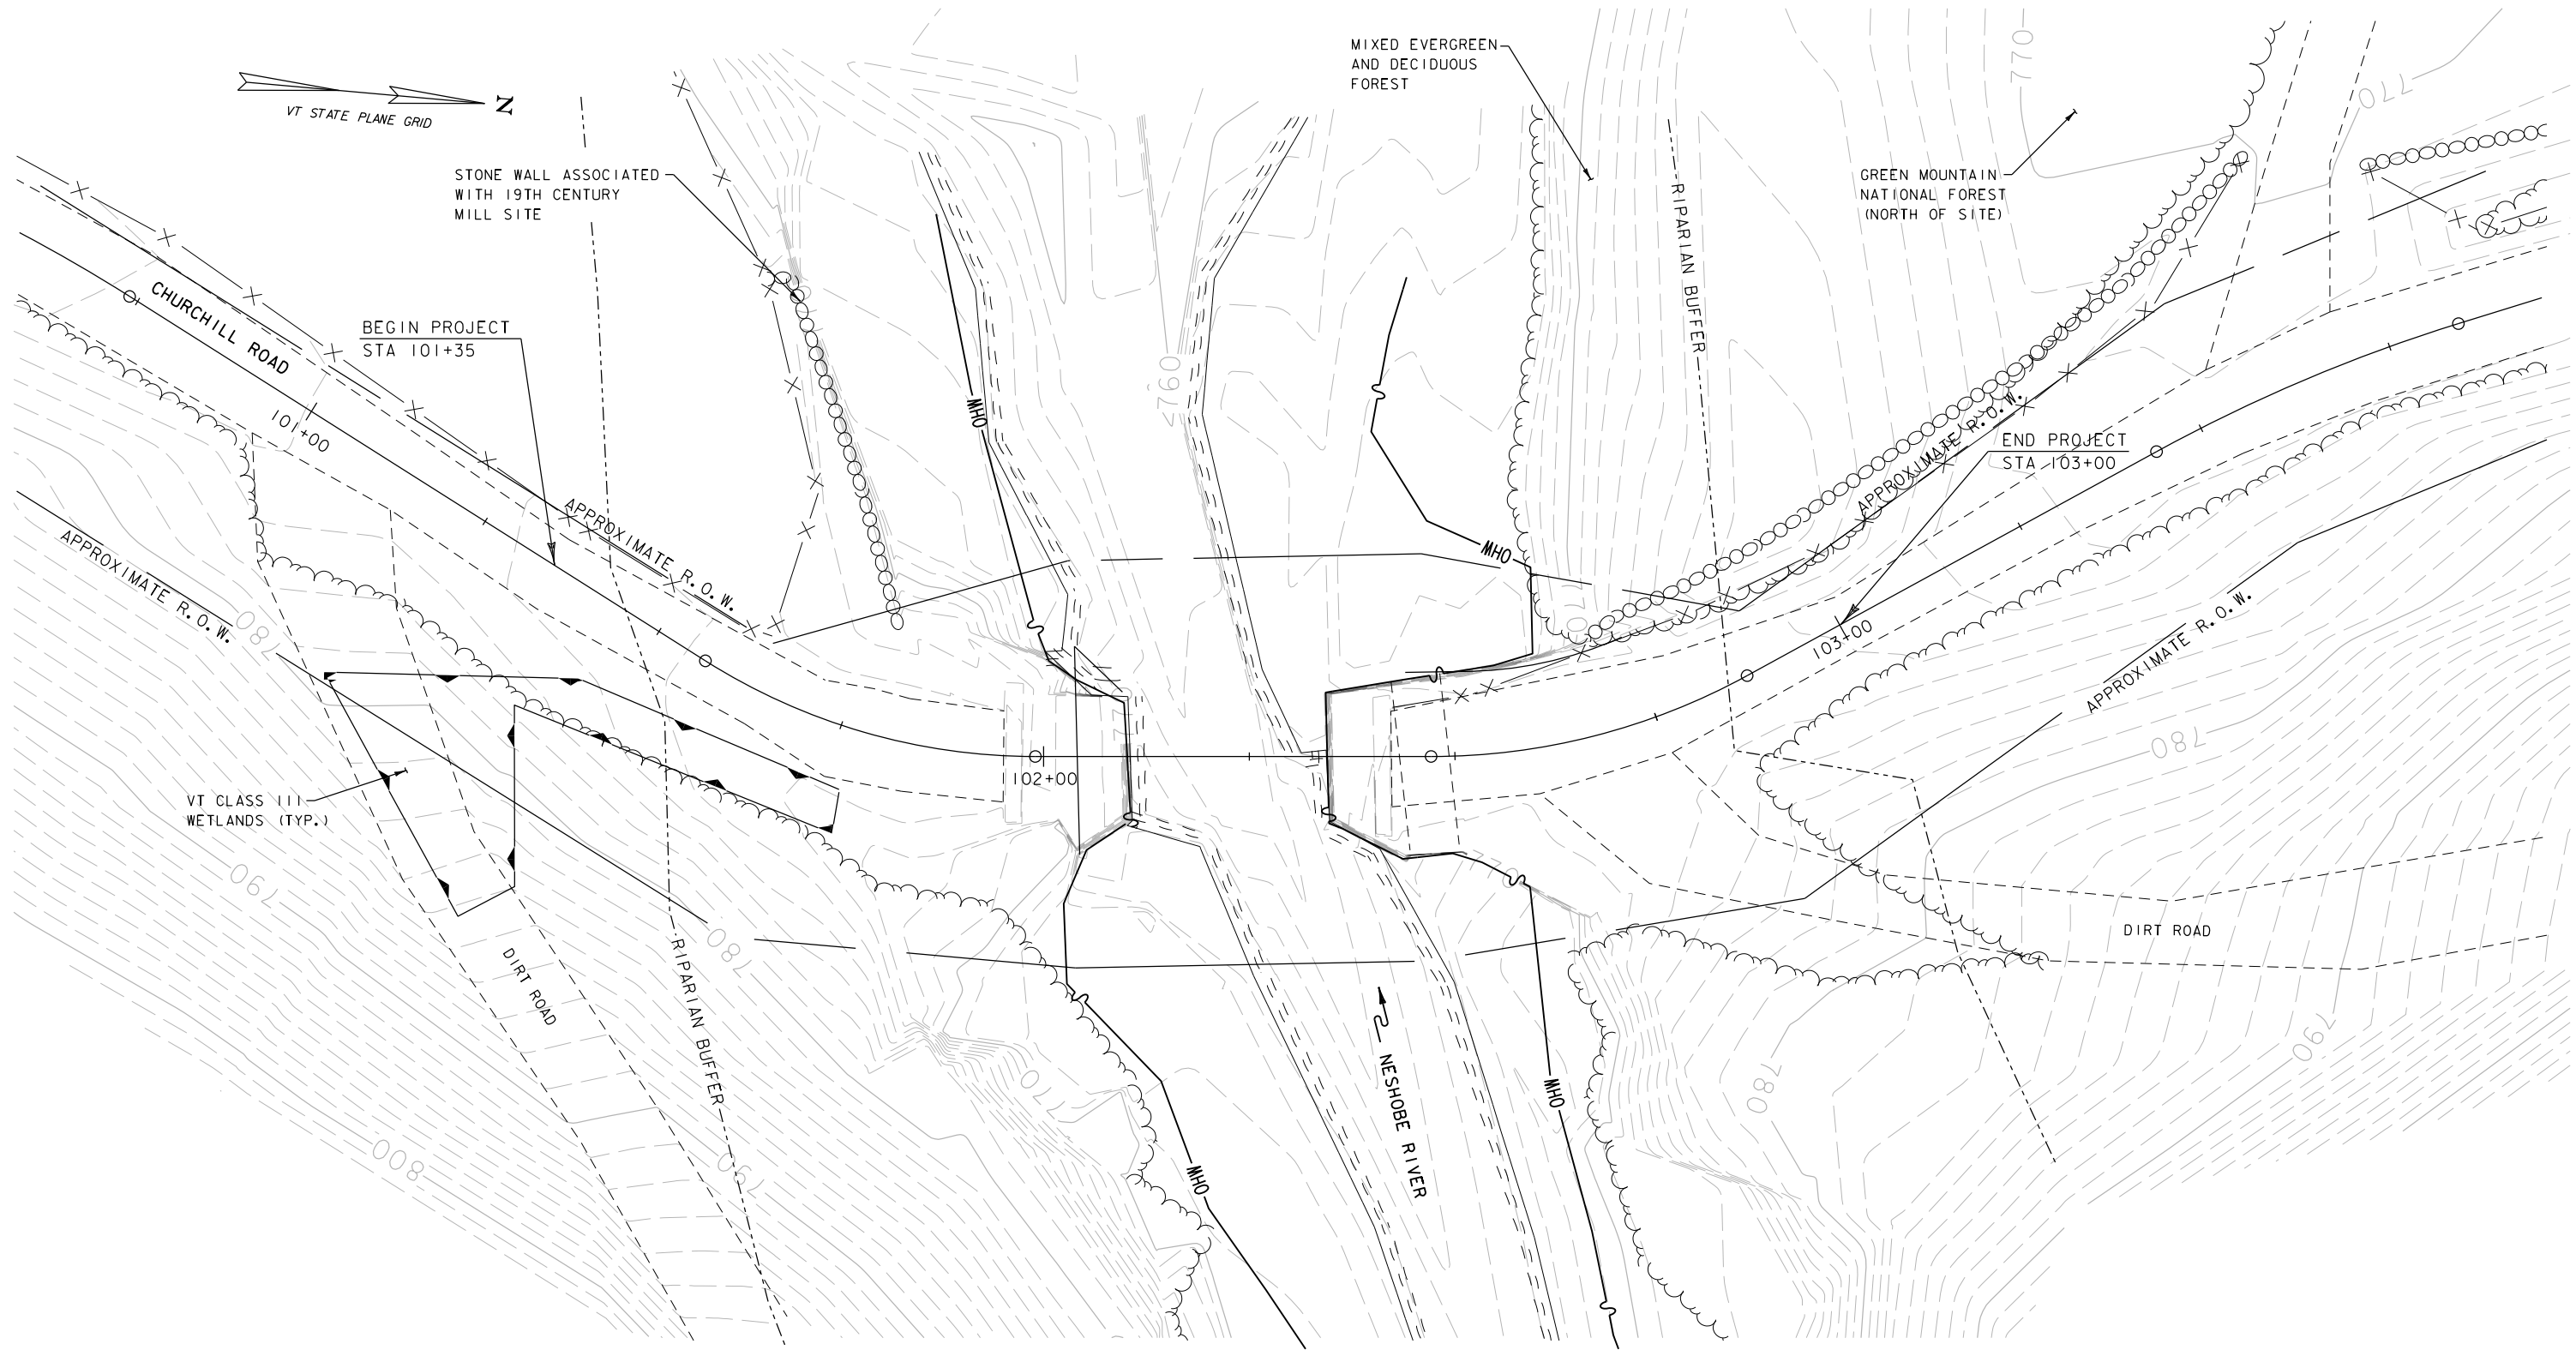 MIXED EVERGREEN
AND DECIDUOUS
FOREST
770
770
N
VT STATE PLANE GRID
STONE WALL ASSOCIATED
WITH 19TH CENTURY
MILL SITE
GREEN MOUNTAIN
NATIONAL FOREST
(NORTH OF SITE)
RIPARIAN BUFFER
CHURCHILL ROAD
BEGIN PROJECT
STA 101+35
101+00
760
OHW
APPROXIMATE R.O.W.
END PROJECT
STA 103+00
APPROXIMATE R.O.W.
APPROXIMATE R.O.W.
OHW
780
103+00
APPROXIMATE R.O.W.
780
102+00
VT CLASS III
WETLANDS (TYP.)
790
780
DIRT ROAD
DIRT ROAD
RIPARIAN BUFFER
NESHOBE RIVER
OHW
780
790
800
790
OHW